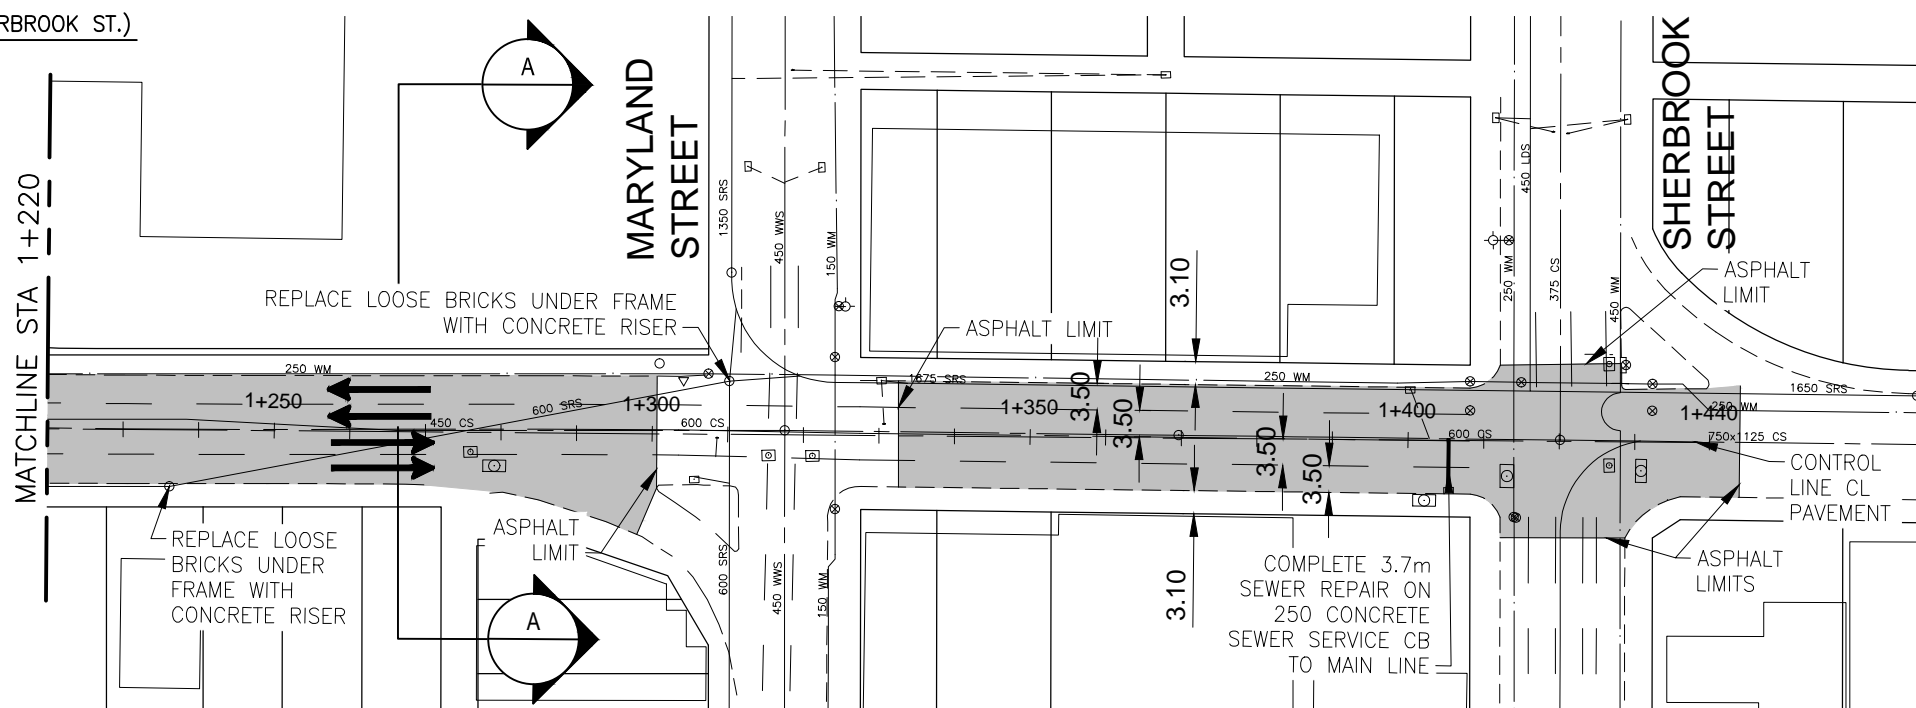 RBROOK ST.)
A
MARYLAND
STREET
SHERBROOK
STREET
MATCHLINE STA 1+220
1350 SRS
450 WWS
150 WM
450 LDS
250 WM
375 CS
450 WM
3.10
ASPHALT
LIMIT
REPLACE LOOSE BRICKS UNDER FRAME
WITH CONCRETE RISER
ASPHALT LIMIT
250 WM
250 WM
1650 SRS
1+250
600 SRS
1+300
450 CS
600 CS
1+350
3.50
3.50
3.50
3.50
1+400
600 CS
1+440
250 WM
750x1125 CS
CONTROL
LINE CL
PAVEMENT
ASPHALT
LIMIT
REPLACE LOOSE
BRICKS UNDER
FRAME WITH
CONCRETE RISER
600 SRS
450 WWS
150 WM
3.10
COMPLETE 3.7m
SEWER REPAIR ON
250 CONCRETE
SEWER SERVICE CB
TO MAIN LINE
ASPHALT
LIMITS
A